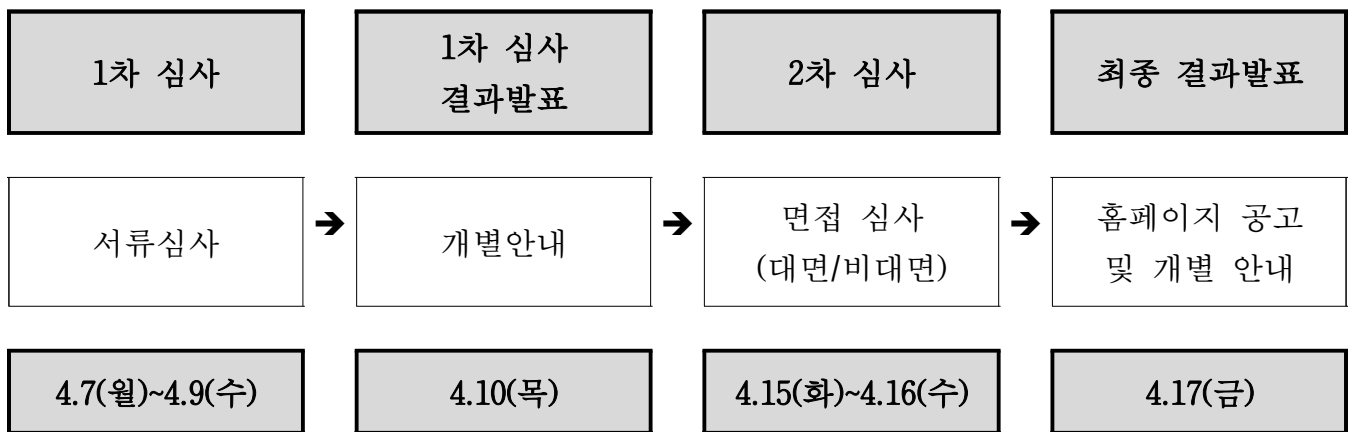 1차 심사
1차 심사
결과발표
2차 심사
최종 결과발표
서류심사
개별안내
면접 심사
(대면/비대면)
홈페이지 공고
및 개별 안내
4.7(월)~4.9(수)
4.10(목)
4.15(화)~4.16(수)
4.17(금)